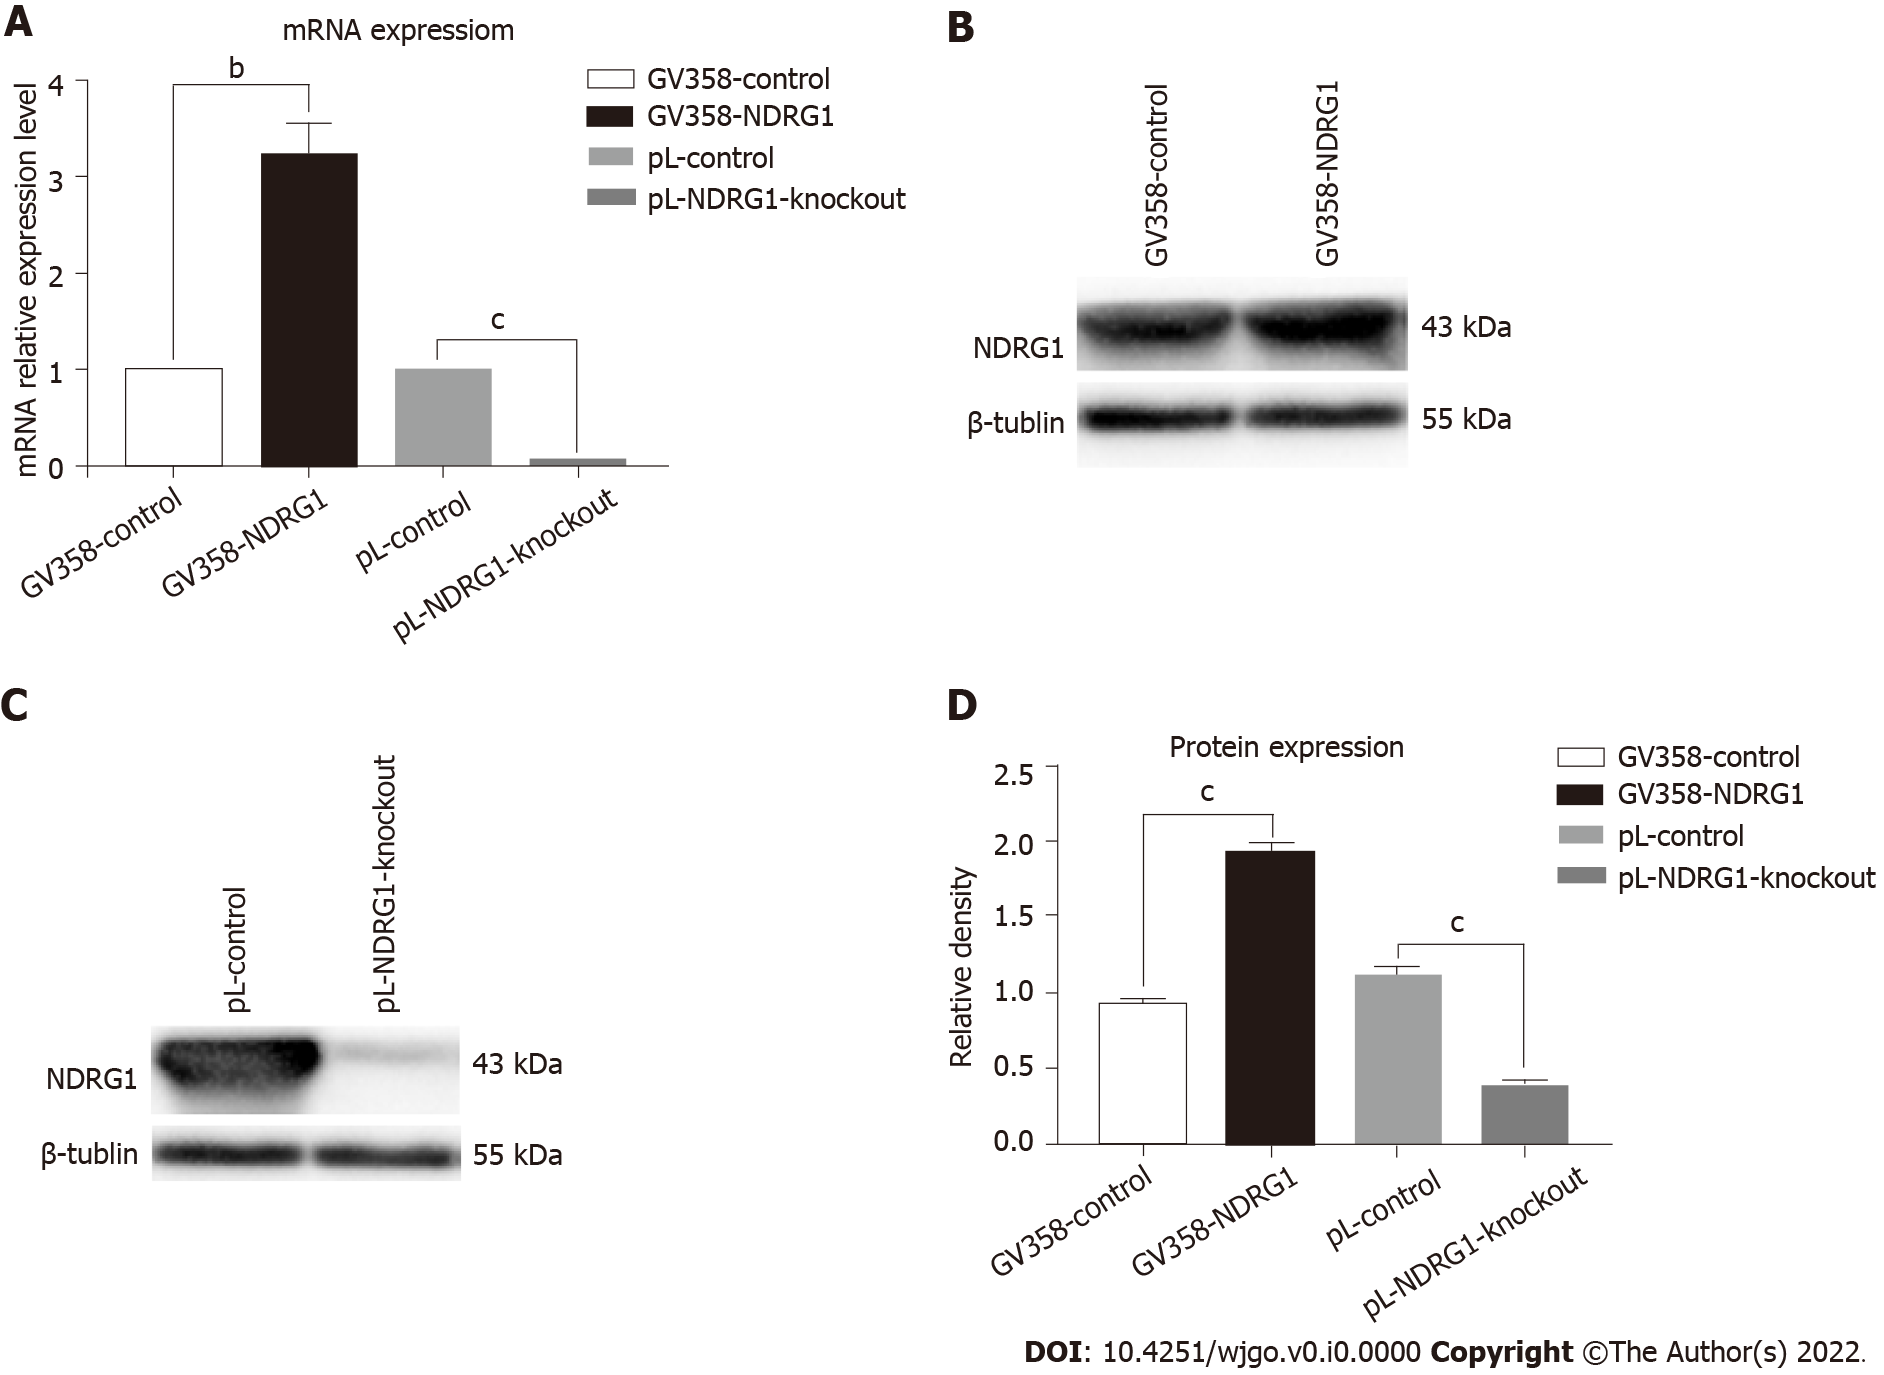 A
mRNA expressiom
b
c
mRNA relative expression level
4
3
2
1
0
GV358-control
GV358-NDRG1
pL-control
pL-NDRG1-knockout
GV358-control
GV358-NDRG1
pL-control
pL-NDRG1-knockout
B
GV358-control
GV358-NDRG1
NDRG1
43 kDa
β-tublin
55 kDa
C
pL-control
pL-NDRG1-knockout
NDRG1
43 kDa
β-tublin
55 kDa
D
Protein expression
c
c
Relative density
2.5
2.0
1.5
1.0
0.5
0.0
GV358-control
GV358-NDRG1
pL-control
pL-NDRG1-knockout
GV358-control
GV358-NDRG1
pL-control
pL-NDRG1-knockout
DOI: 10.4251/wjgo.v0.i0.0000 Copyright ©The Author(s) 2022.